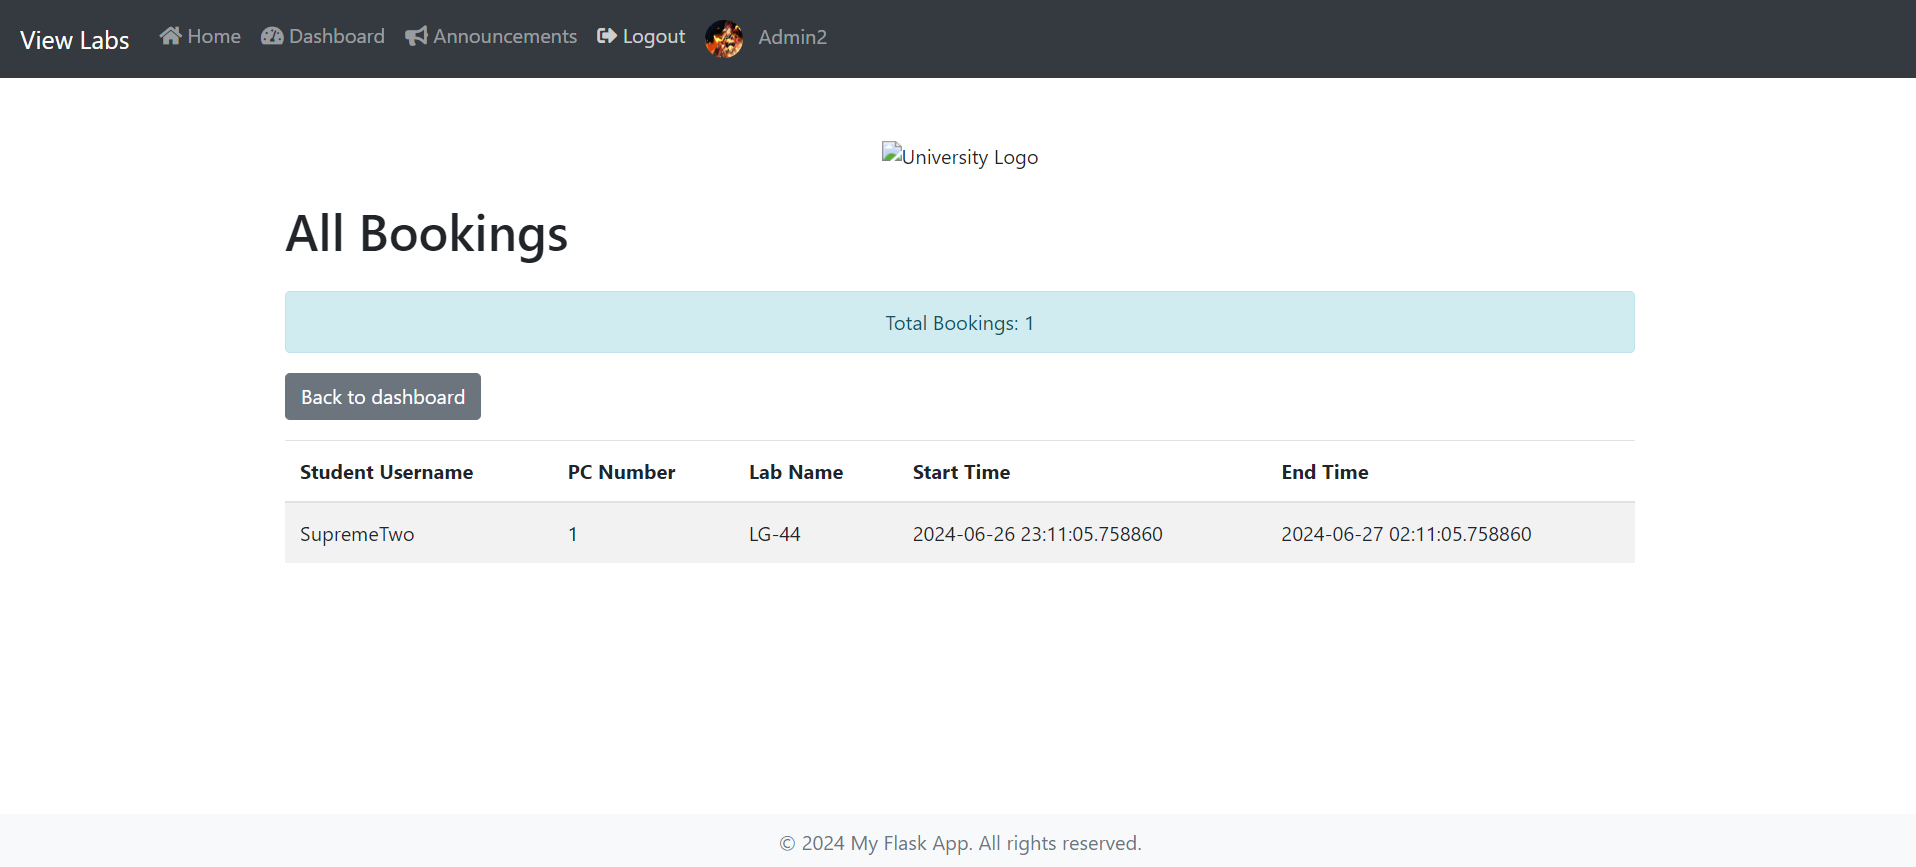 View Labs Home Dashboard Announcements Logout Admin2
University Logo
All Bookings
Total Bookings: 1
Back to dashboard
Student Username PC Number Lab Name Start Time End Time
SupremeTwo 1 LG-44 2024-06-26 23:11:05.758860 2024-06-27 02:11:05.758860
© 2024 My Flask App. All rights reserved.